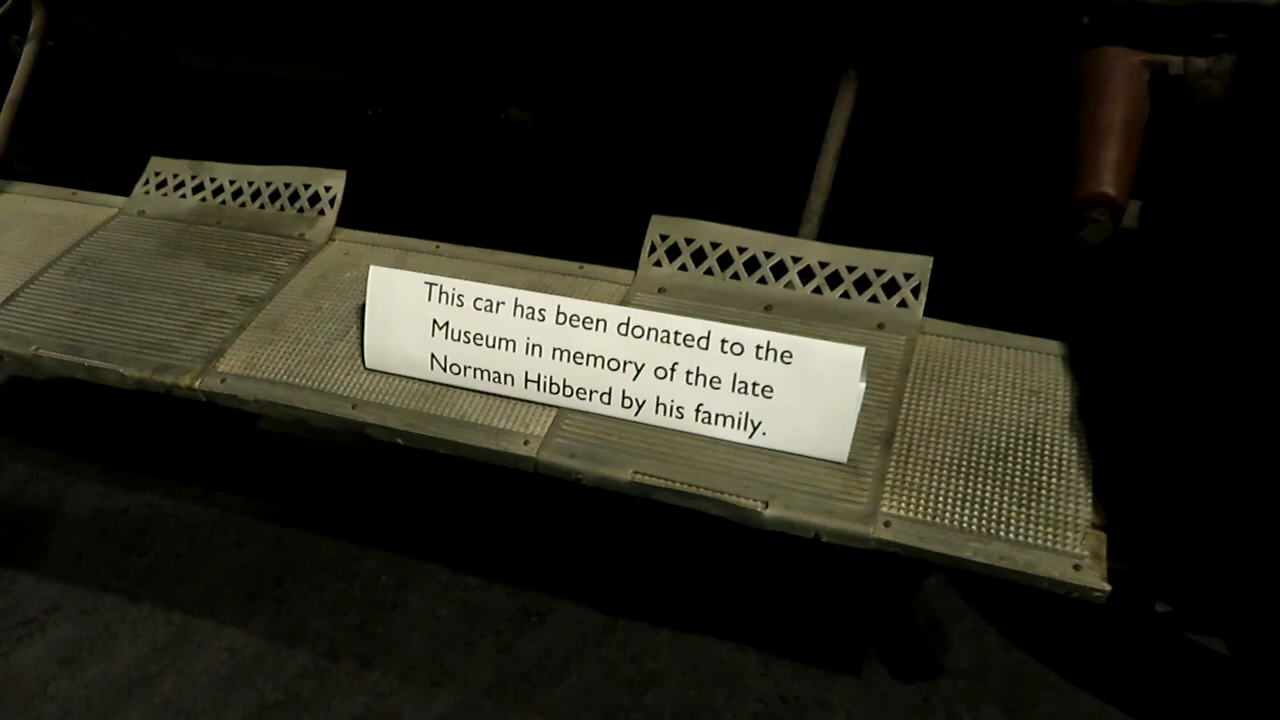 This car has been donated to the
Museum in memory of the late
Norman Hibberd by his family.